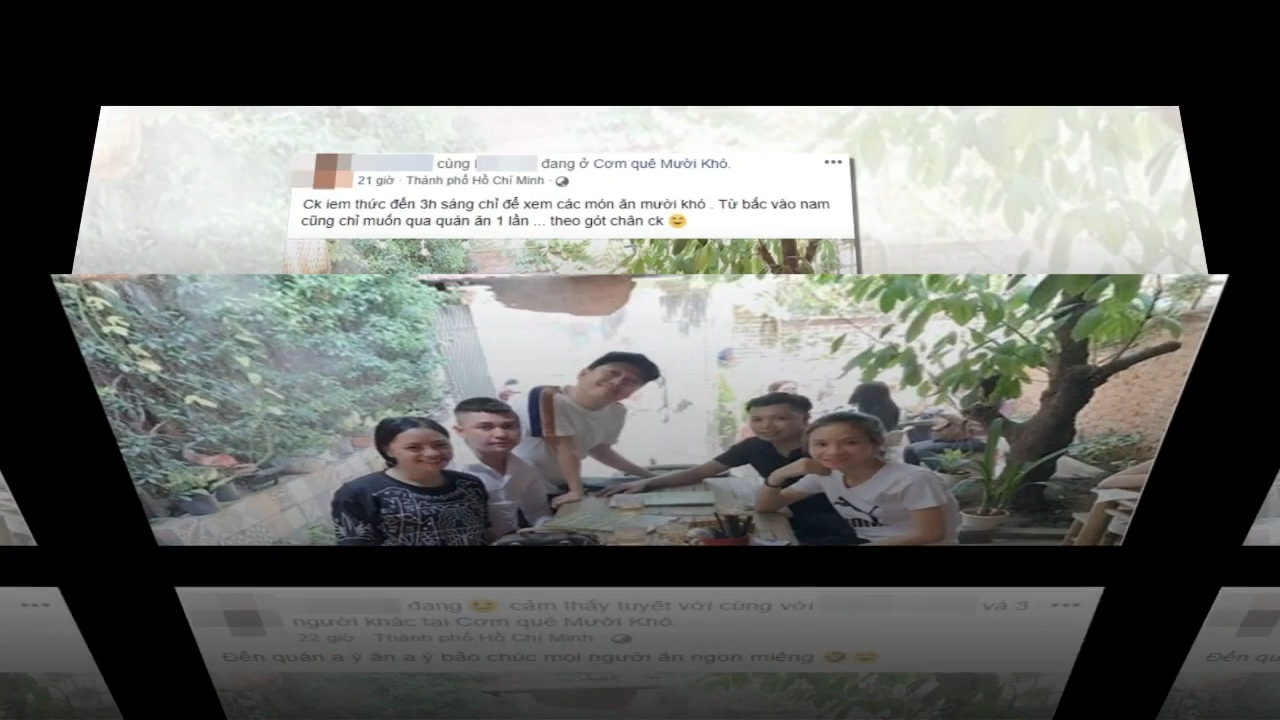 cùng đang ở Cơm quê Mười Khó.
21 giờ · Thành phố Hồ Chí Minh ·
Ck iem thức đến 3h sáng chỉ để xem các món ăn mười khó . Từ bắc vào nam
cũng chỉ muốn qua quán ăn 1 lần ... theo gót chân ck 😄
đang 😉 cảm thấy tuyệt vời cùng với và 3
người khác tại Cơm quê Mười Khó.
22 giờ · Thành phố Hồ Chí Minh ·
Đến quán a ý ăn a ý bảo chúc mọi người ăn ngon miệng 🤣😄
Đến qu